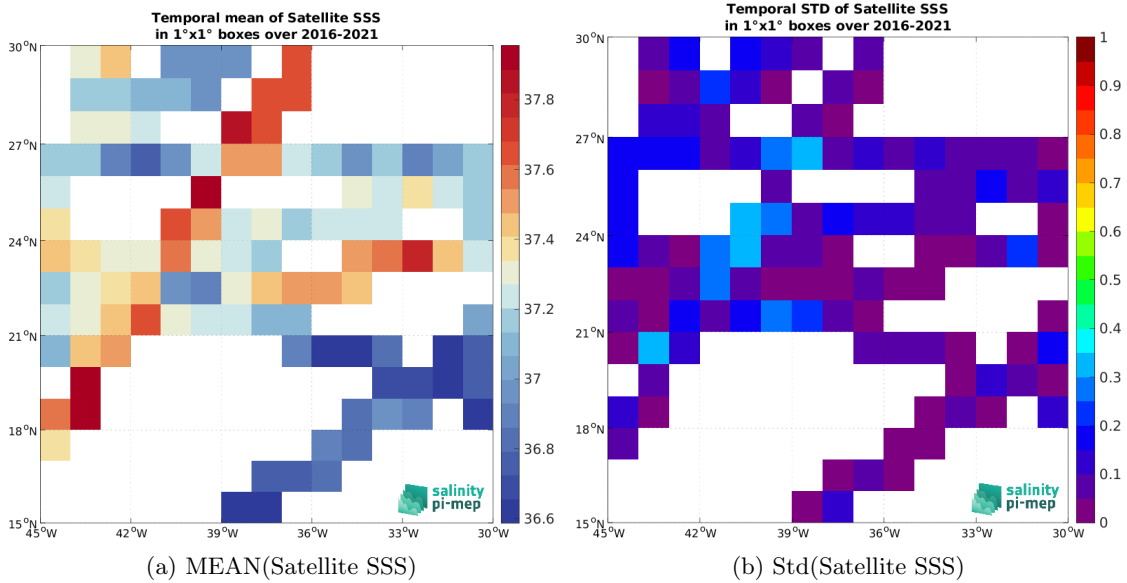 Temporal mean of Satellite SSS
in 1°x1° boxes over 2016-2021
30°N
27°N
24°N
21°N
18°N
15°N
45°W
42°W
39°W
36°W
33°W
30°W
37.8
37.6
37.4
37.2
37
36.8
36.6
salinity
pi-mep
(a) MEAN(Satellite SSS)
Temporal STD of Satellite SSS
in 1°x1° boxes over 2016-2021
30°N
27°N
24°N
21°N
18°N
15°N
45°W
42°W
39°W
36°W
33°W
30°W
1
0.9
0.8
0.7
0.6
0.5
0.4
0.3
0.2
0.1
0
salinity
pi-mep
(b) Std(Satellite SSS)